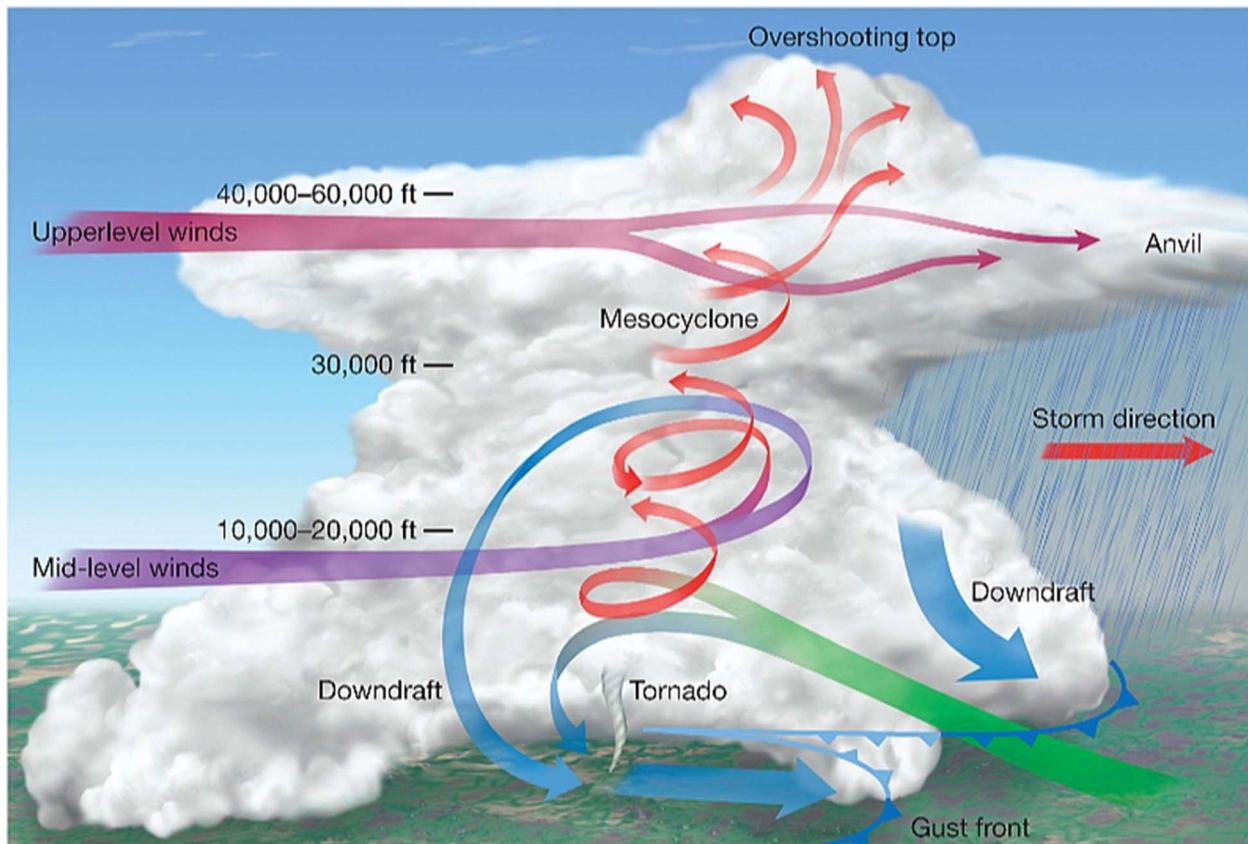 Overshooting top
40,000–60,000 ft
Upperlevel winds
Anvil
Mesocyclone
30,000 ft
Storm direction
10,000–20,000 ft
Mid-level winds
Downdraft
Downdraft
Tornado
Gust front